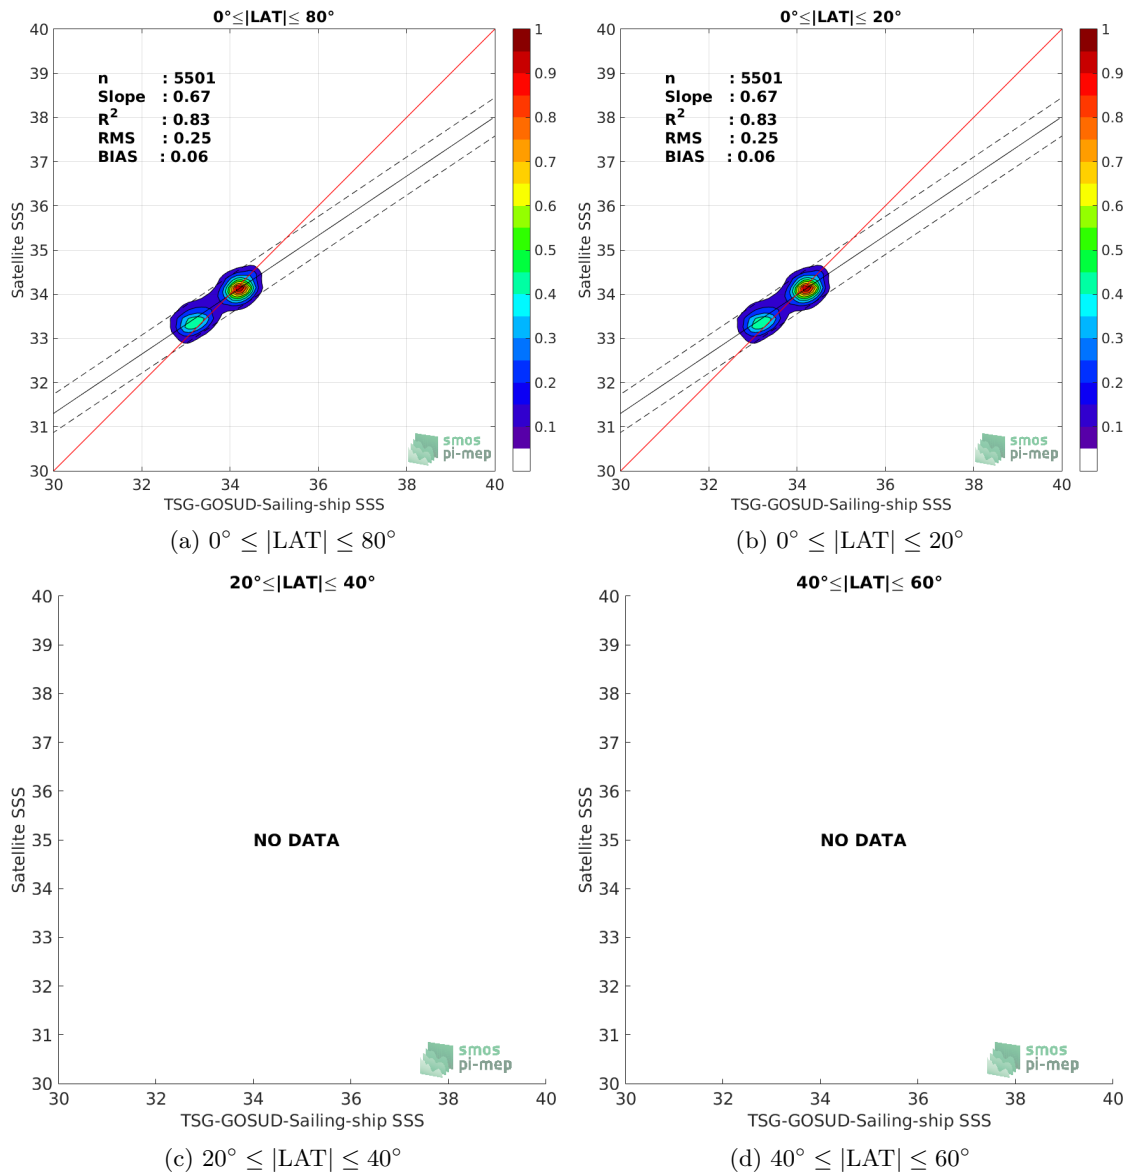 0°≤|LAT|≤ 80°
40
39
38
37
36
35
34
33
32
31
30
Satellite SSS
n : 5501
Slope : 0.67
R2 : 0.83
RMS : 0.25
BIAS : 0.06
smos
pi-mep
30 32 34 36 38 40
TSG-GOSUD-Sailing-ship SSS
1
0.9
0.8
0.7
0.6
0.5
0.4
0.3
0.2
0.1
(a) 0° ≤ |LAT| ≤ 80°
0°≤|LAT|≤ 20°
40
39
38
37
36
35
34
33
32
31
30
Satellite SSS
n : 5501
Slope : 0.67
R2 : 0.83
RMS : 0.25
BIAS : 0.06
smos
pi-mep
30 32 34 36 38 40
TSG-GOSUD-Sailing-ship SSS
1
0.9
0.8
0.7
0.6
0.5
0.4
0.3
0.2
0.1
(b) 0° ≤ |LAT| ≤ 20°
20°≤|LAT|≤ 40°
40
39
38
37
36
35
34
33
32
31
30
Satellite SSS
NO DATA
smos
pi-mep
30 32 34 36 38 40
TSG-GOSUD-Sailing-ship SSS
(c) 20° ≤ |LAT| ≤ 40°
40°≤|LAT|≤ 60°
40
39
38
37
36
35
34
33
32
31
30
Satellite SSS
NO DATA
smos
pi-mep
30 32 34 36 38 40
TSG-GOSUD-Sailing-ship SSS
(d) 40° ≤ |LAT| ≤ 60°